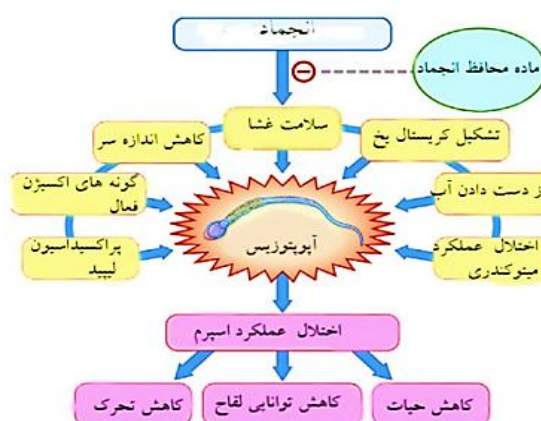 انجماد
ماده محافظ انجماد
سلامت غشا
تشکیل کریستال یخ
کاهش اندازه سر
ز دست دادن آب
گونه های اکسیژن
فعال
اختلال عملکرد
میتوکندری
پراکسیداسیون
لیپید
آپوپتوزیس
اختلال عملکرد اسپرم
کاهش حیات
کاهش توانایی لقاح
کاهش تحرک